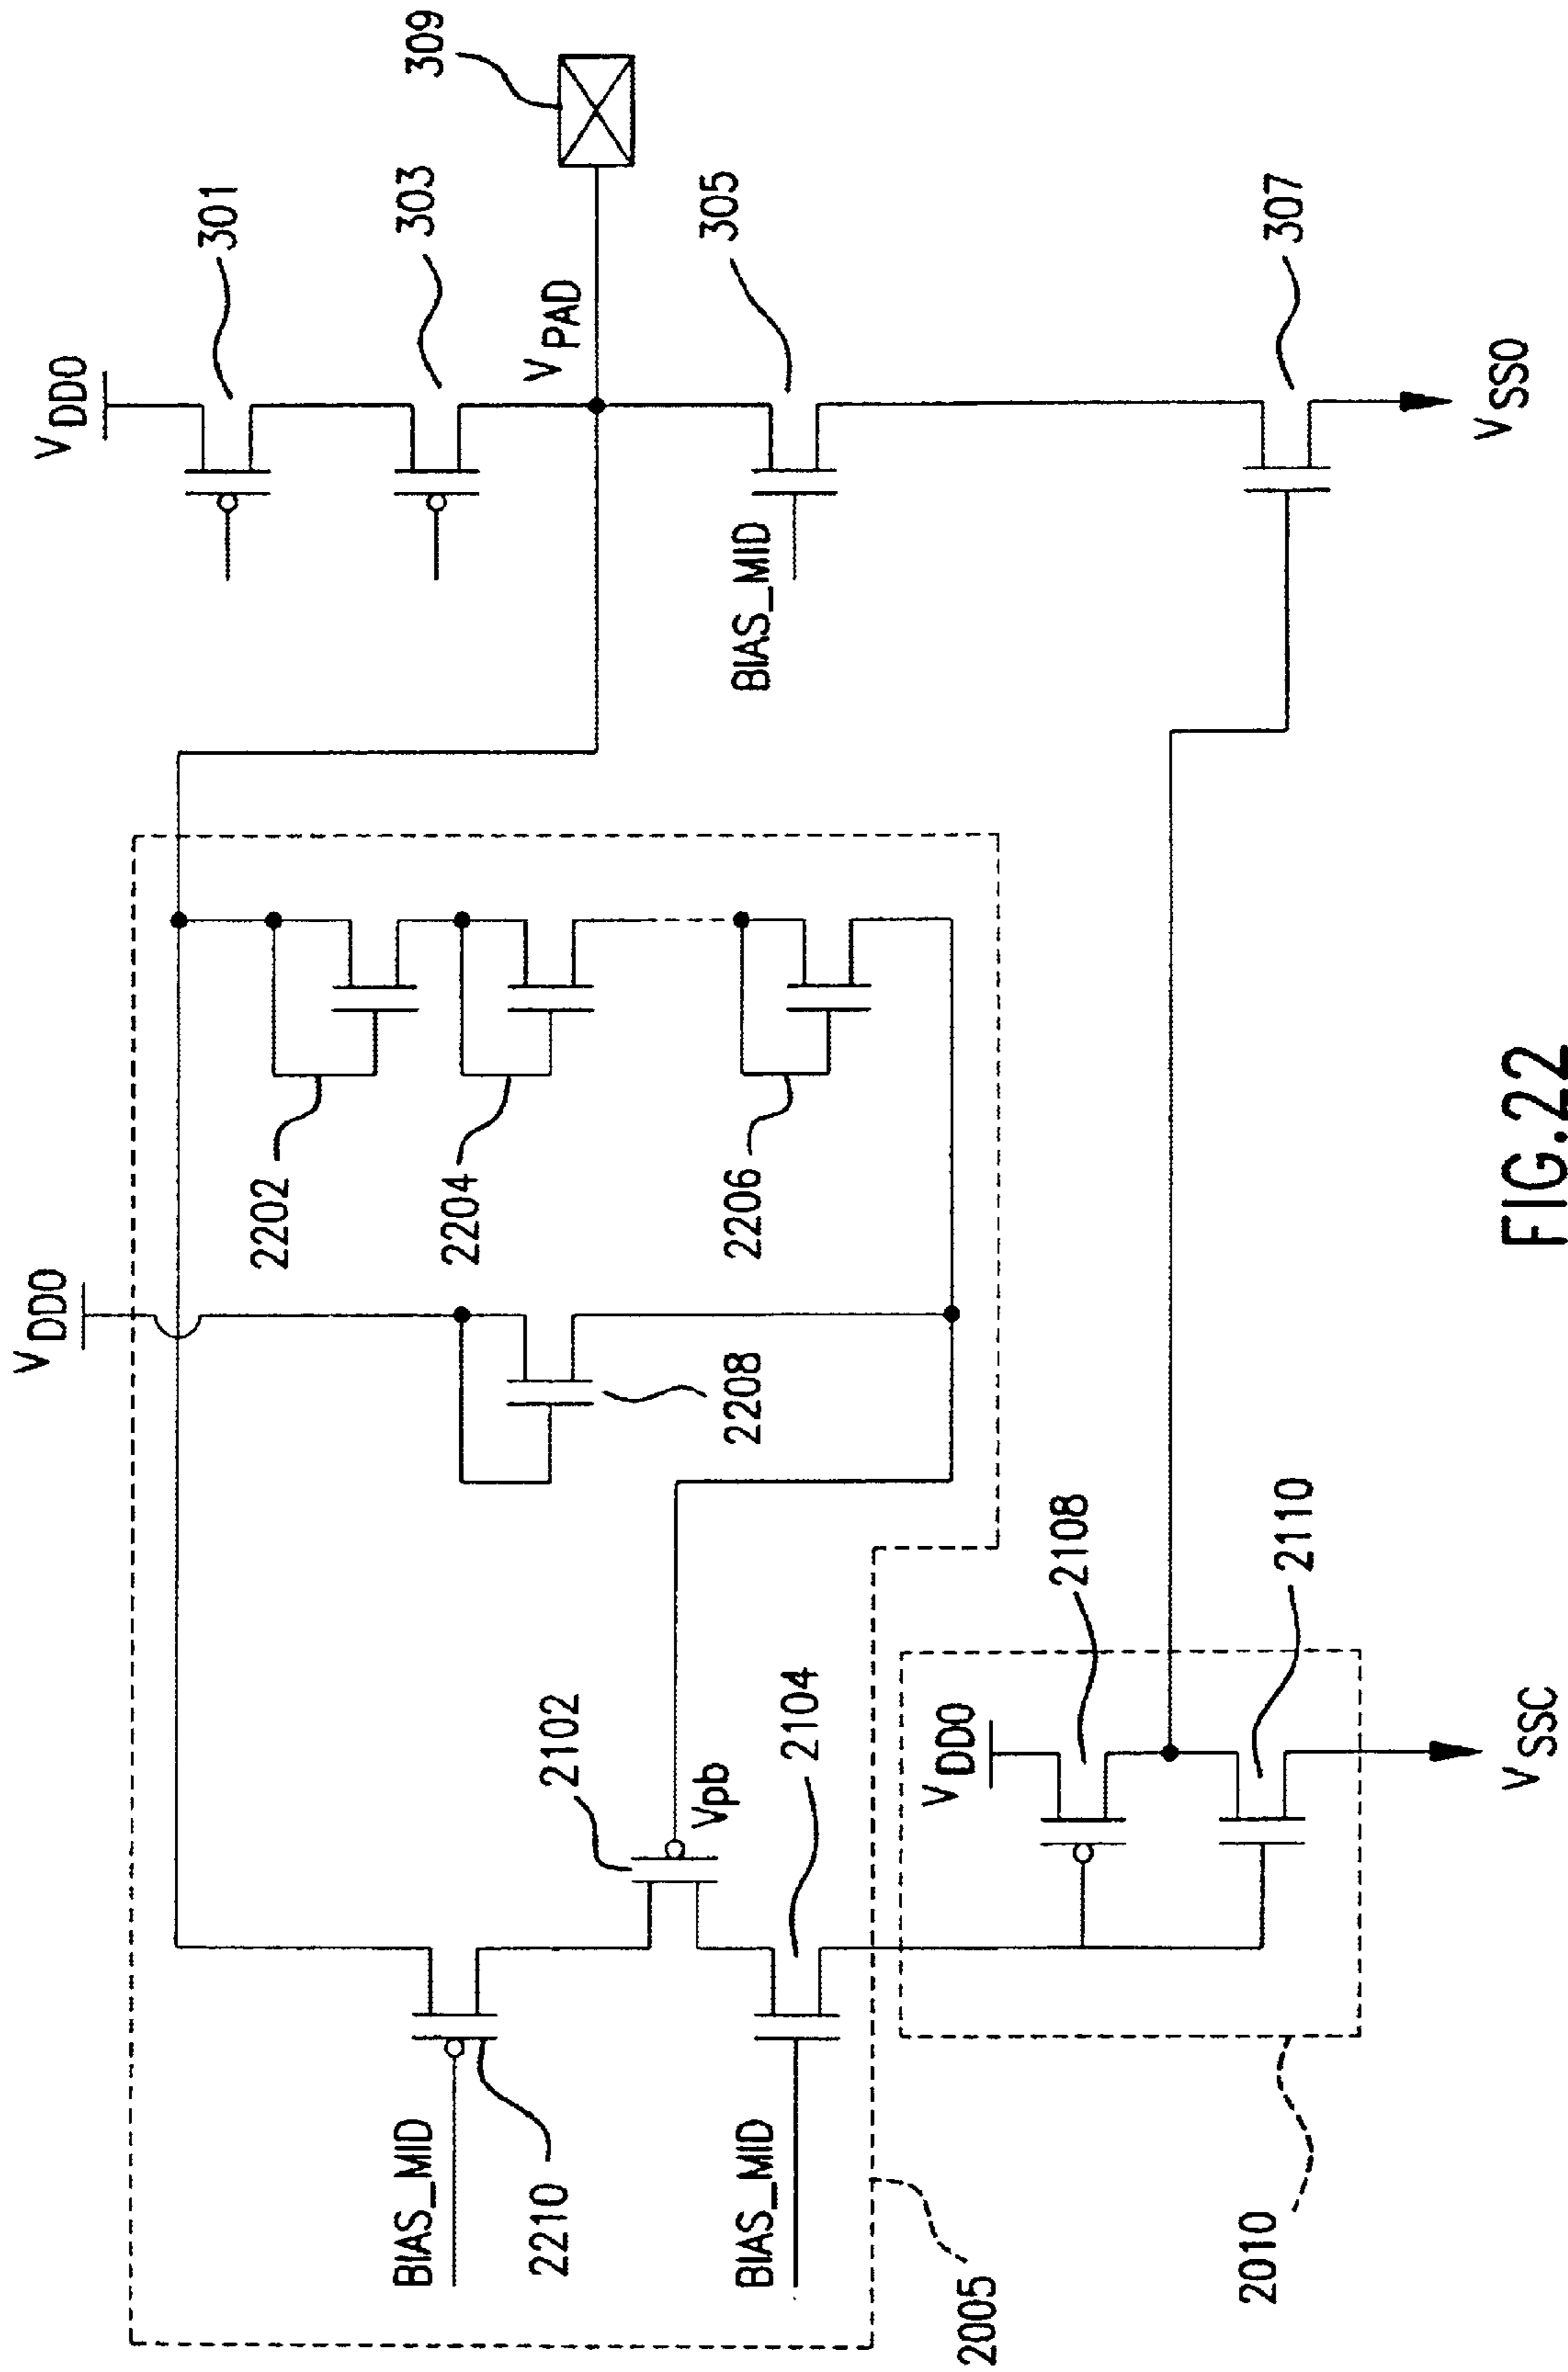 VDDO
301
303
VPAD
309
BIAS_MID
305
307
VSSO
VDDO
2202
2204
2206
2208
BIAS_MID
2210
2102
Vpb
BIAS_MID
2104
2005
VDDO
2108
2110
2010
VSSC
FIG.22